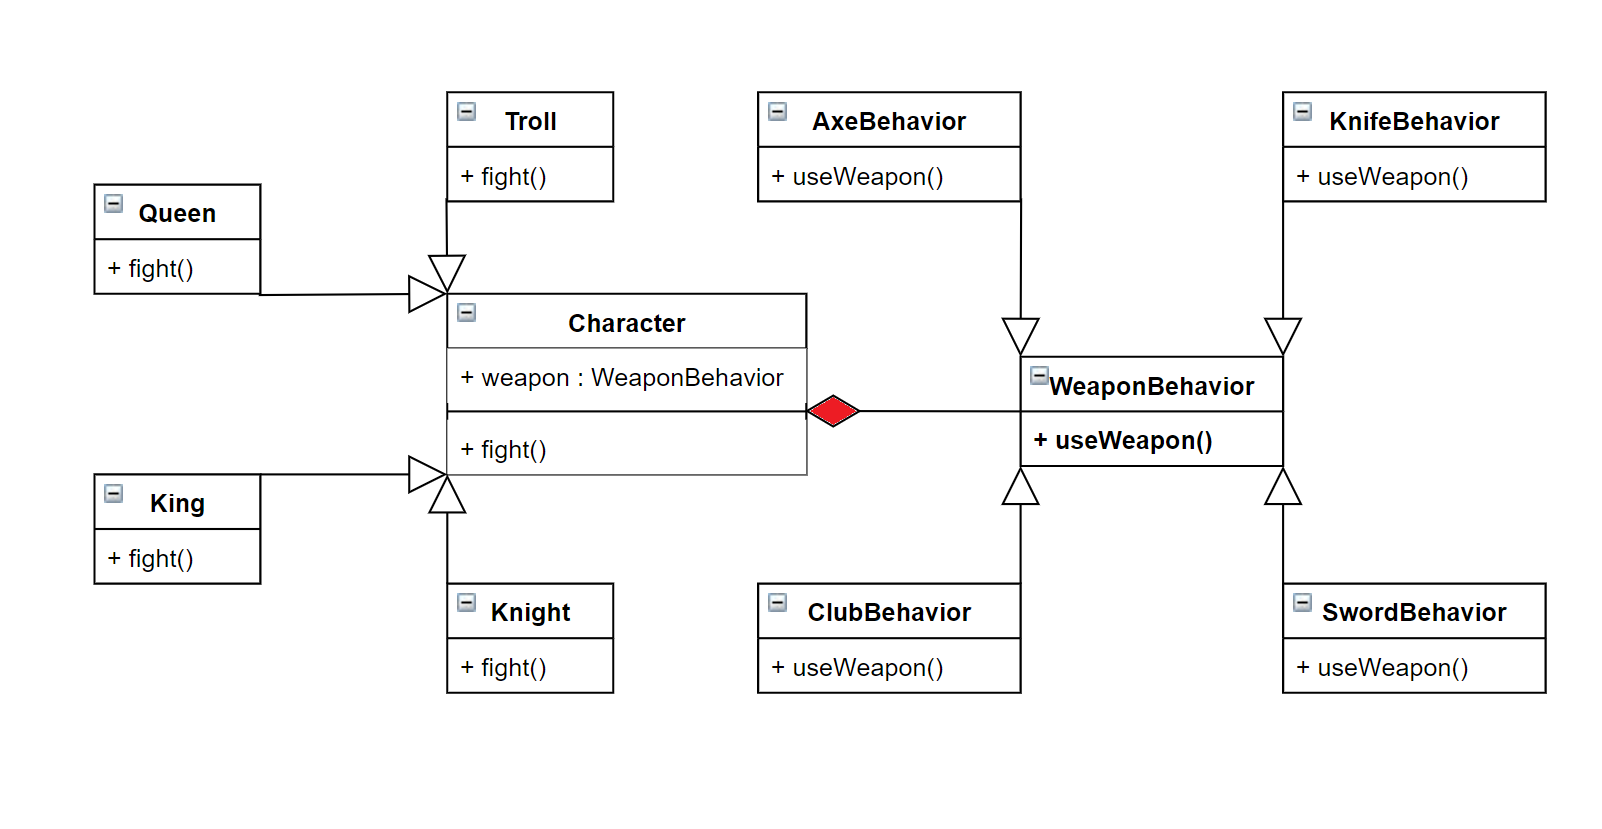 Troll
+ fight()
AxeBehavior
+ useWeapon()
KnifeBehavior
+ useWeapon()
Queen
+ fight()
Character
+ weapon : WeaponBehavior
+ fight()
WeaponBehavior
+ useWeapon()
King
+ fight()
Knight
+ fight()
ClubBehavior
+ useWeapon()
SwordBehavior
+ useWeapon()